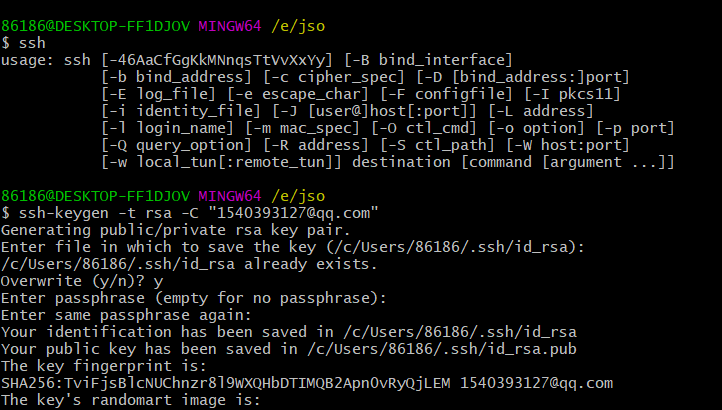 86186@DESKTOP-FF1DJOV MINGW64 /e/jso
$ ssh
usage: ssh [-46AaCfGgKkMNnqsTtVvXxYy] [-B bind_interface]
[-b bind_address] [-c cipher_spec] [-D [bind_address:]port]
[-E log_file] [-e escape_char] [-F configfile] [-I pkcs11]
[-i identity_file] [-J [user@]host[:port]] [-L address]
[-l login_name] [-m mac_spec] [-O ctl_cmd] [-o option] [-p port]
[-Q query_option] [-R address] [-S ctl_path] [-W host:port]
[-w local_tun[:remote_tun]] destination [command [argument ...]]
86186@DESKTOP-FF1DJOV MINGW64 /e/jso
$ ssh-keygen -t rsa -C "1540393127@qq.com"
Generating public/private rsa key pair.
Enter file in which to save the key (/c/Users/86186/.ssh/id_rsa):
/c/Users/86186/.ssh/id_rsa already exists.
Overwrite (y/n)? y
Enter passphrase (empty for no passphrase):
Enter same passphrase again:
Your identification has been saved in /c/Users/86186/.ssh/id_rsa
Your public key has been saved in /c/Users/86186/.ssh/id_rsa.pub
The key fingerprint is:
SHA256:TviFjsBlcNUChnzr8l9WXQHbDTIMQB2Apn0vRyQjLEM 1540393127@qq.com
The key's randomart image is: